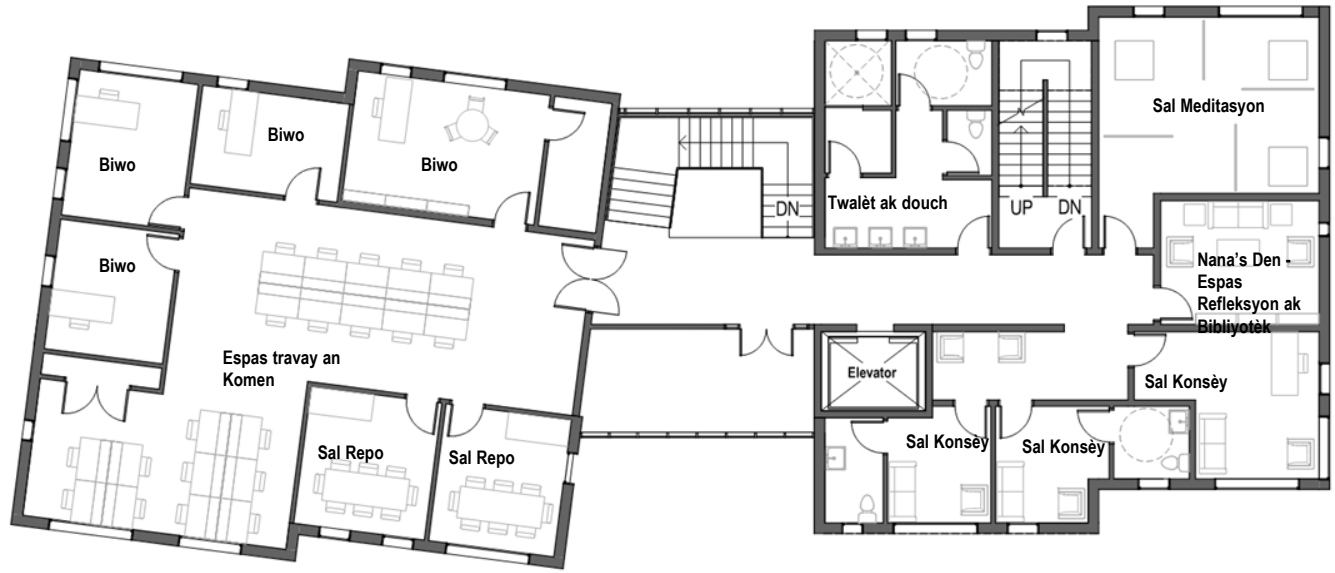 Biwo
Biwo
Biwo
Biwo
Espas travay an
Komen
Sal Repo
Sal Repo
DN
Twalèt ak douch
UP
DN
Sal Meditasyon
Nana's Den -
Espas
Refleksyon ak
Bibliyotèk
Elevator
Sal Konsèy
Sal Konsèy
Sal Konsèy